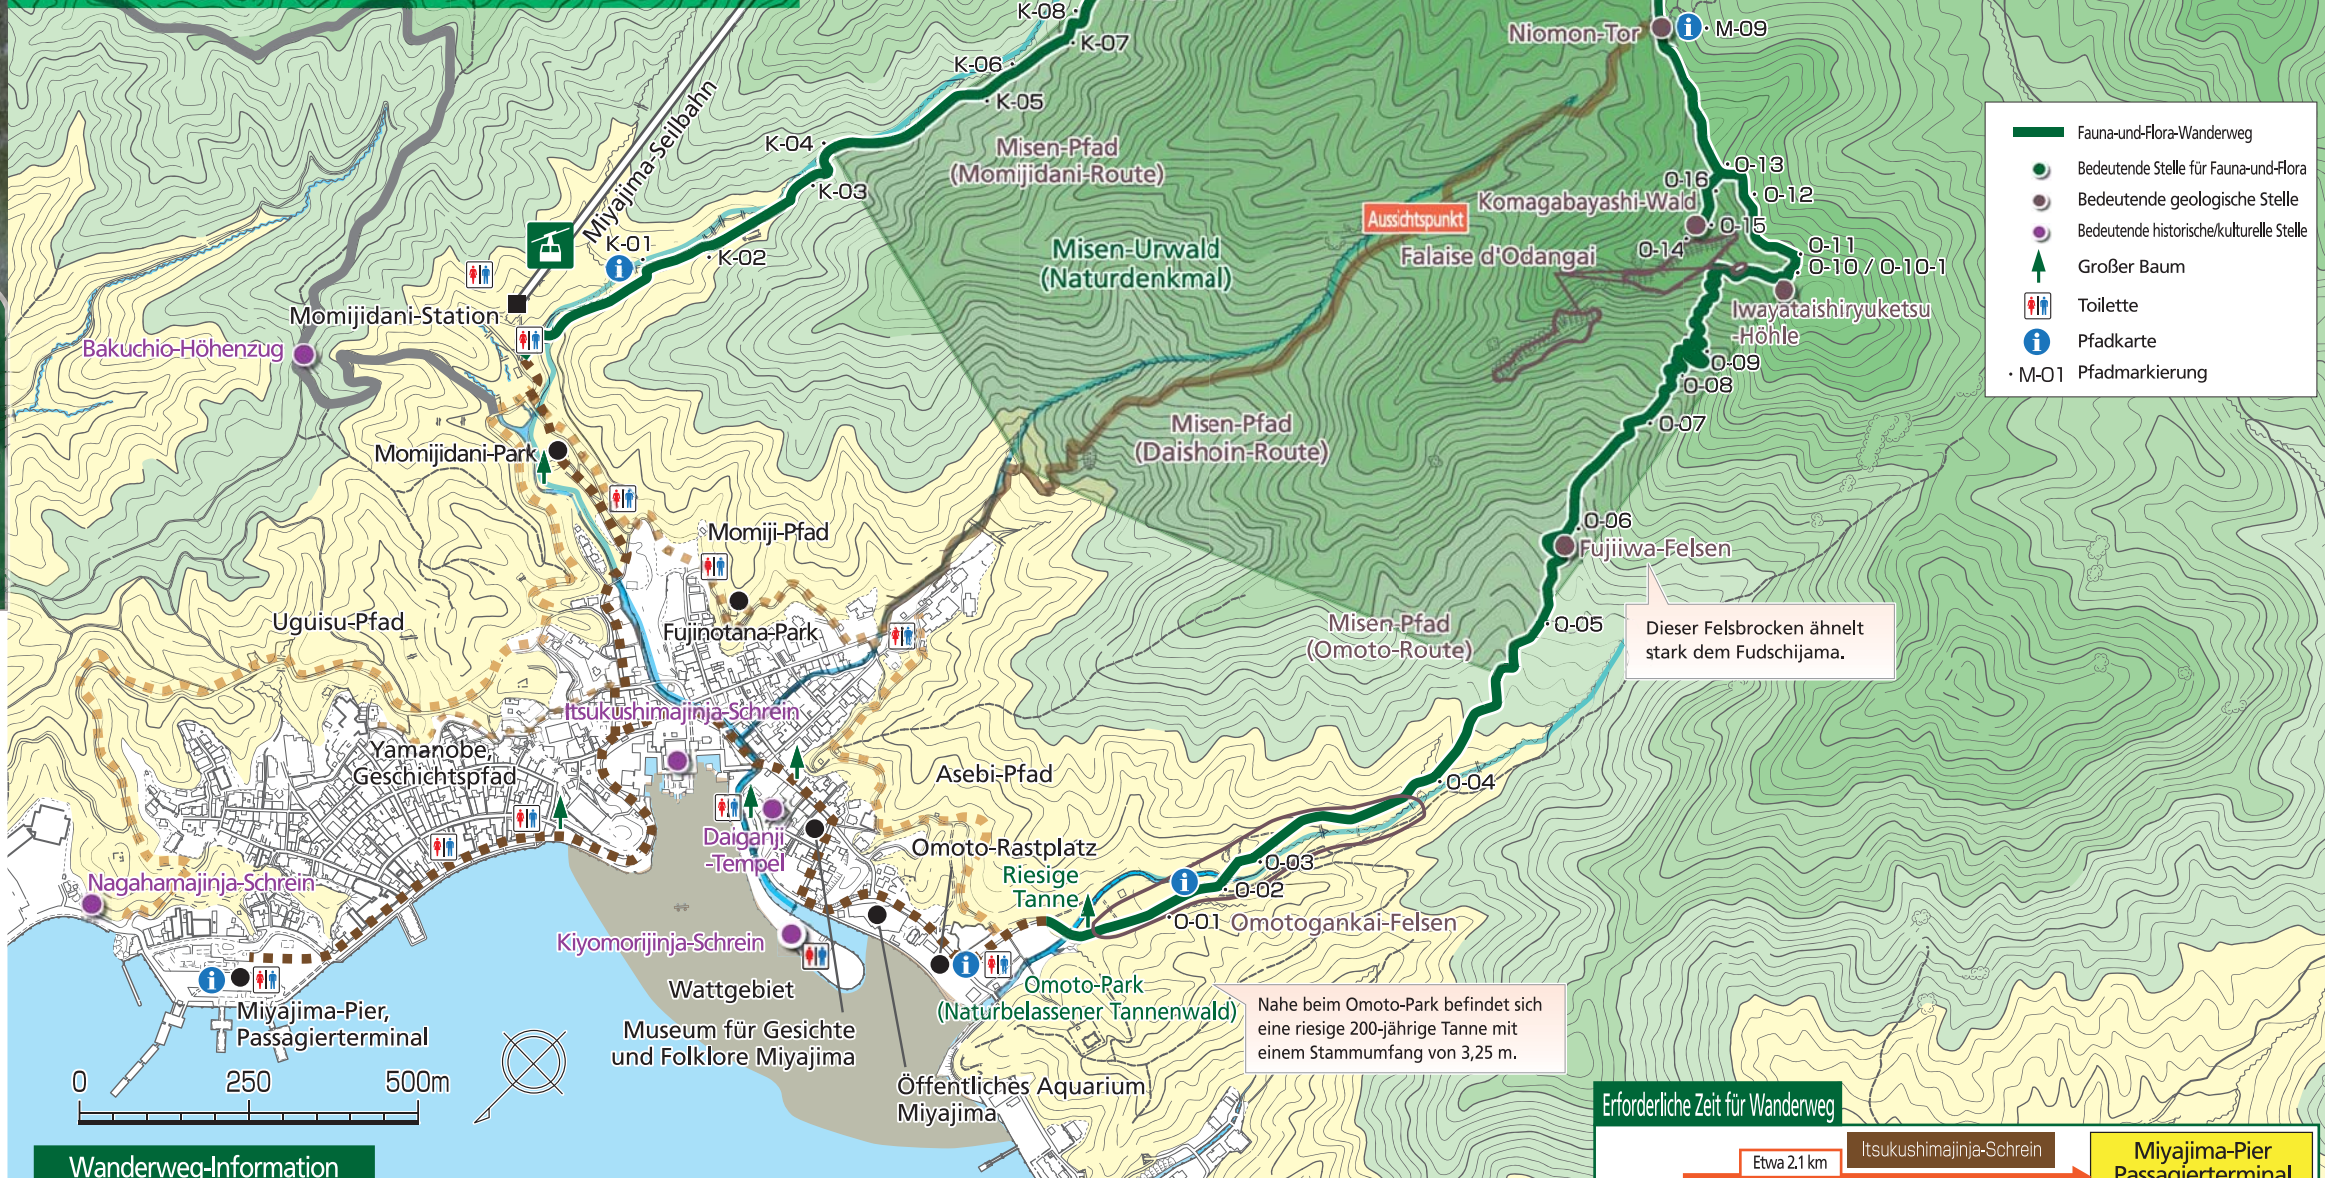 K-08
K-07
K-06
K-05
K-04
K-03
K-01
K-02
Miyajima-Seilbahn
Misen-Pfad
(Momijidani-Route)
Niomon-Tor
M-09
O-13
O-16
O-12
Komagabayashi-Wald
O-15
O-14
O-11
O-10 / O-10-1
Aussichtspunkt
Falaise d'Odangai
Misen-Urwald
(Naturdenkmal)
Iwayataishiryuketsu
-Höhle
Fauna-und-Flora-Wanderweg
Bedeutende Stelle für Fauna-und-Flora
Bedeutende geologische Stelle
Bedeutende historische/kulturelle Stelle
Großer Baum
Toilette
Pfadkarte
M-01 Pfadmarkierung
Momijidani-Station
Bakuchio-Höhenzug
O-09
O-08
O-07
Misen-Pfad
(Daishoin-Route)
Momijidani-Park
O-06
Fujiiwa-Felsen
Momiji-Pfad
Uguisu-Pfad
Fujinotana-Park
O-05
Misen-Pfad
(Omoto-Route)
Dieser Felsbrocken ähnelt
stark dem Fudschijama.
Itsukushimajinja-Schrein
Yamanobe,
Geschichtspfad
Asebi-Pfad
O-04
Daiganji
-Tempel
Omoto-Rastplatz
Riesige
Tanne
O-03
O-02
O-01
Omotogankai-Felsen
Nagahamajinja-Schrein
Kiyomorijinja-Schrein
Wattgebiet
Omoto-Park
(Naturbelassener Tannenwald)
Nahe beim Omoto-Park befindet sich
eine riesige 200-jährige Tanne mit
einem Stammumfang von 3,25 m.
Miyajima-Pier,
Passagierterminal
Museum für Gesichte
und Folklore Miyajima
Öffentliches Aquarium
Miyajima
0 250 500m
Wanderweg-Information
Erforderliche Zeit für Wanderweg
Etwa 2.1 km
Itsukushimajinja-Schrein
Miyajima-Pier
Passagierterminal